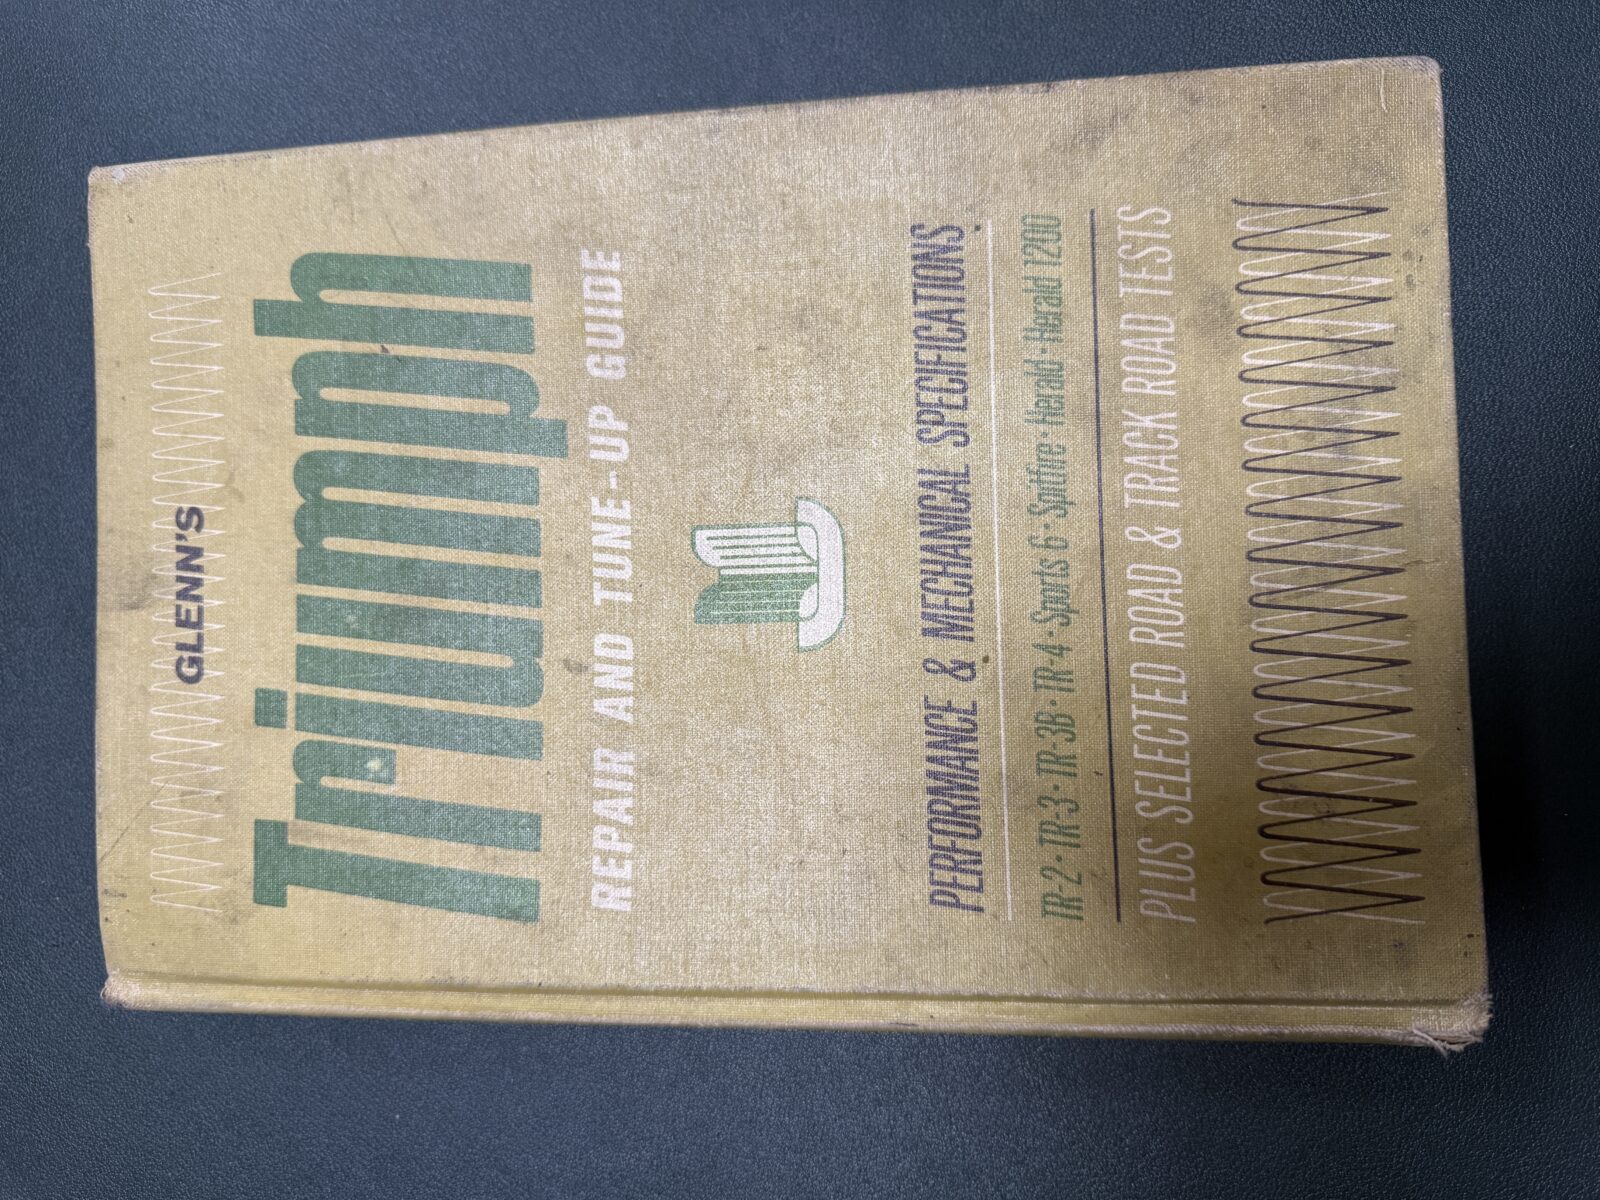 GLENN'S
Triumph
REPAIR AND TUNE-UP GUIDE
PERFORMANCE & MECHANICAL SPECIFICATIONS
TR-2 · TR-3 · TR-3B · TR-4 · Sports 6 · Spitfire · Herald · Herald 1200
PLUS SELECTED ROAD & TRACK ROAD TESTS